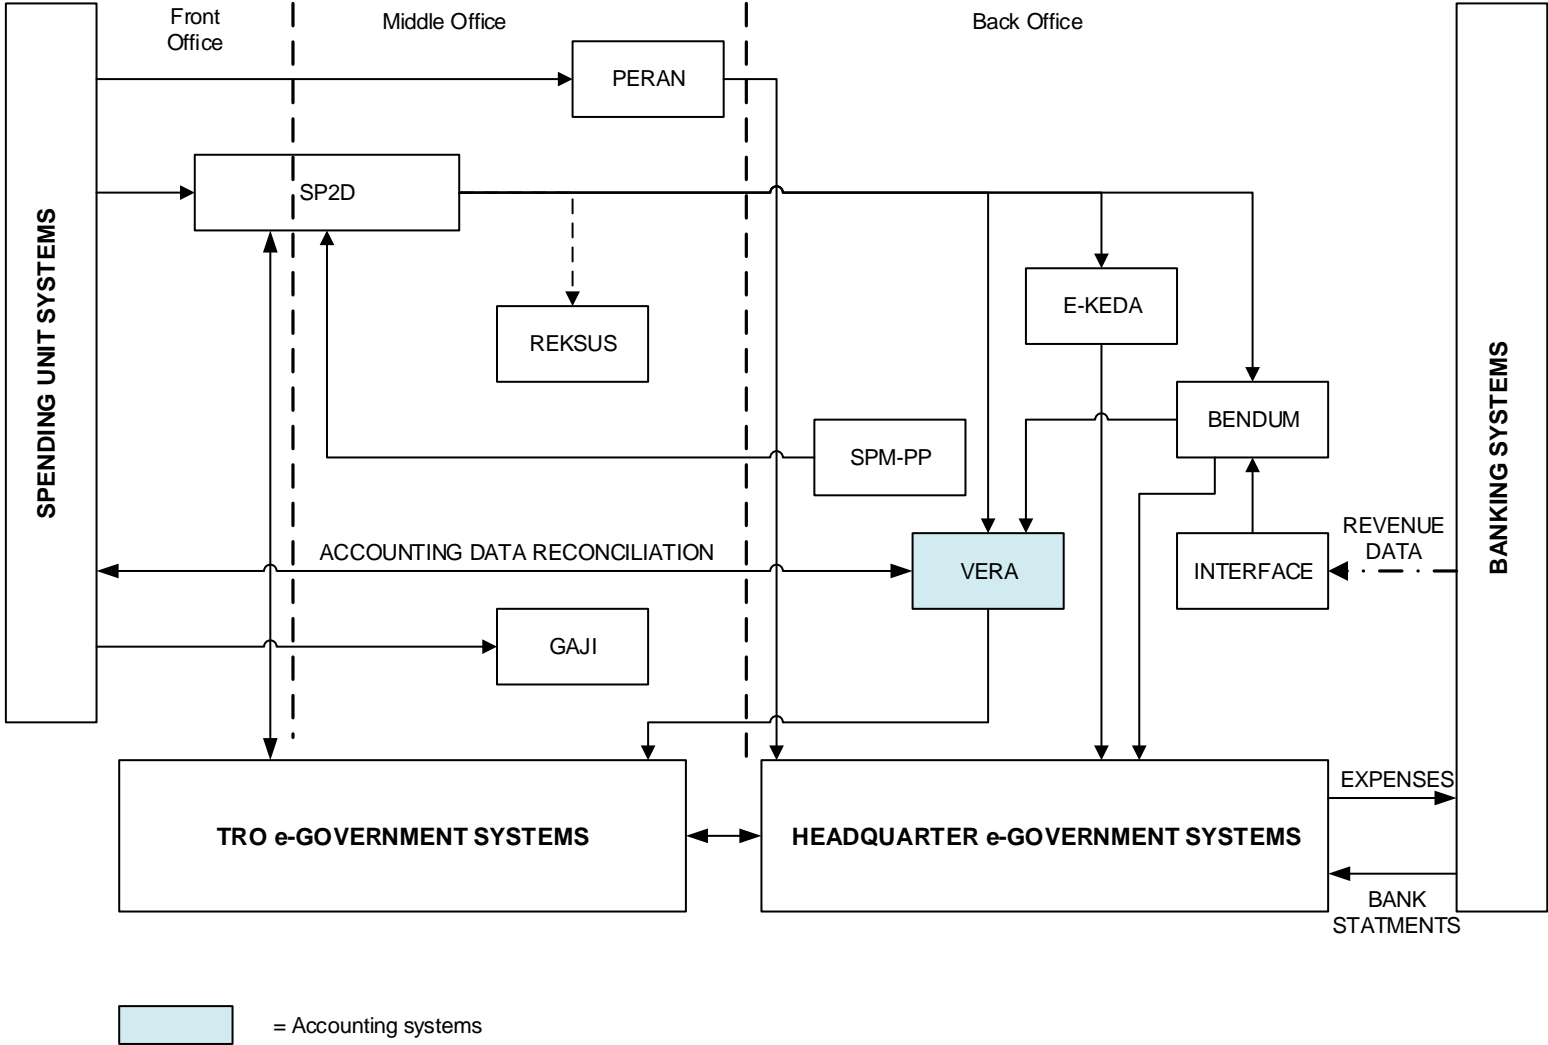 Front
Office
Middle Office
Back Office
PERAN
SP2D
SPENDING UNIT SYSTEMS
E-KEDA
REKSUS
BENDUM
SPM-PP
BANKING SYSTEMS
REVENUE
DATA
ACCOUNTING DATA RECONCILIATION
VERA
INTERFACE
GAJI
EXPENSES
TRO e-GOVERNMENT SYSTEMS
HEADQUARTER e-GOVERNMENT SYSTEMS
BANK
STATMENTS
= Accounting systems